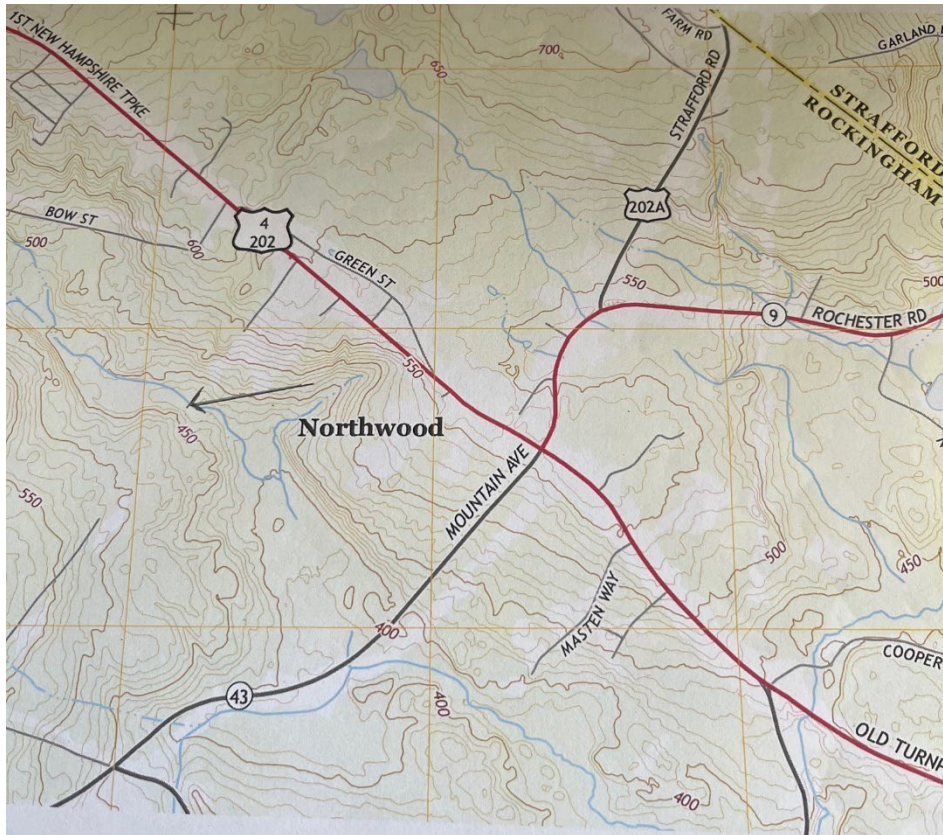 FARM RD
1ST NEW HAMPSHIRE TPKE
700
GARLAND
650
STRAFFORD RD
STRAFFORD
ROCKINGHAM
202A
BOW ST
4
202
500
600
GREEN ST
550
500
9
ROCHESTER RD
550
450
Northwood
MOUNTAIN AVE
550
500
450
MASTEN WAY
400
COOPER
43
400
OLD TURNP
400